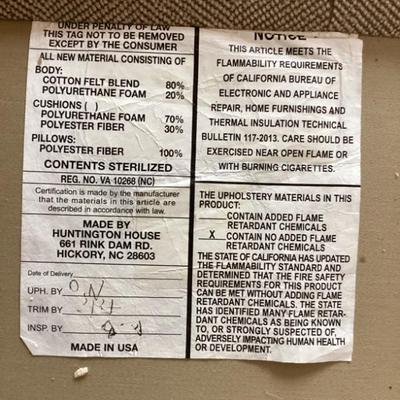 UNDER PENALTY OF LAW
THIS TAG NOT TO BE REMOVED
EXCEPT BY THE CONSUMER
ALL NEW MATERIAL CONSISTING OF
BODY:
COTTON FELT BLEND 80%
POLYURETHANE FOAM 20%
CUSHIONS ( )
POLYURETHANE FOAM 70%
POLYESTER FIBER 30%
PILLOWS:
POLYESTER FIBER 100%
CONTENTS STERILIZED
REG. NO. VA 10268 (NC)
Certification is made by the manufacturer
that the materials in this article are
described in accordance with law.
MADE BY
HUNTINGTON HOUSE
661 RINK DAM RD.
HICKORY, NC 28603
Date of Delivery
UPH. BY
TRIM BY
INSP. BY
MADE IN USA
NOTICE
THIS ARTICLE MEETS THE
FLAMMABILITY REQUIREMENTS
OF CALIFORNIA BUREAU OF
ELECTRONIC AND APPLIANCE
REPAIR, HOME FURNISHINGS AND
THERMAL INSULATION TECHNICAL
BULLETIN 117-2013. CARE SHOULD BE
EXERCISED NEAR OPEN FLAME OR
WITH BURNING CIGARETTES.
THE UPHOLSTERY MATERIALS IN THIS
PRODUCT:
CONTAIN ADDED FLAME
RETARDANT CHEMICALS
X CONTAIN NO ADDED FLAME
RETARDANT CHEMICALS
THE STATE OF CALIFORNIA HAS UPDATED
THE FLAMMABILITY STANDARD AND
DETERMINED THAT THE FIRE SAFETY
REQUIREMENTS FOR THIS PRODUCT
CAN BE MET WITHOUT ADDING FLAME
RETARDANT CHEMICALS. THE STATE
HAS IDENTIFIED MANY FLAME RETAR-
DANT CHEMICALS AS BEING KNOWN
TO, OR STRONGLY SUSPECTED OF,
ADVERSELY IMPACTING HUMAN HEALTH
OR DEVELOPMENT.